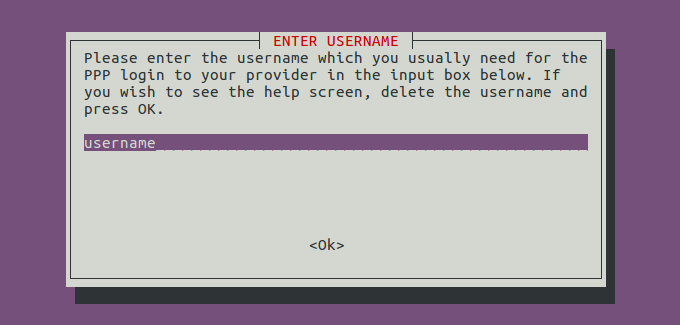 ENTER USERNAME
Please enter the username which you usually need for the
PPP login to your provider in the input box below. If
you wish to see the help screen, delete the username and
press OK.
username
<Ok>